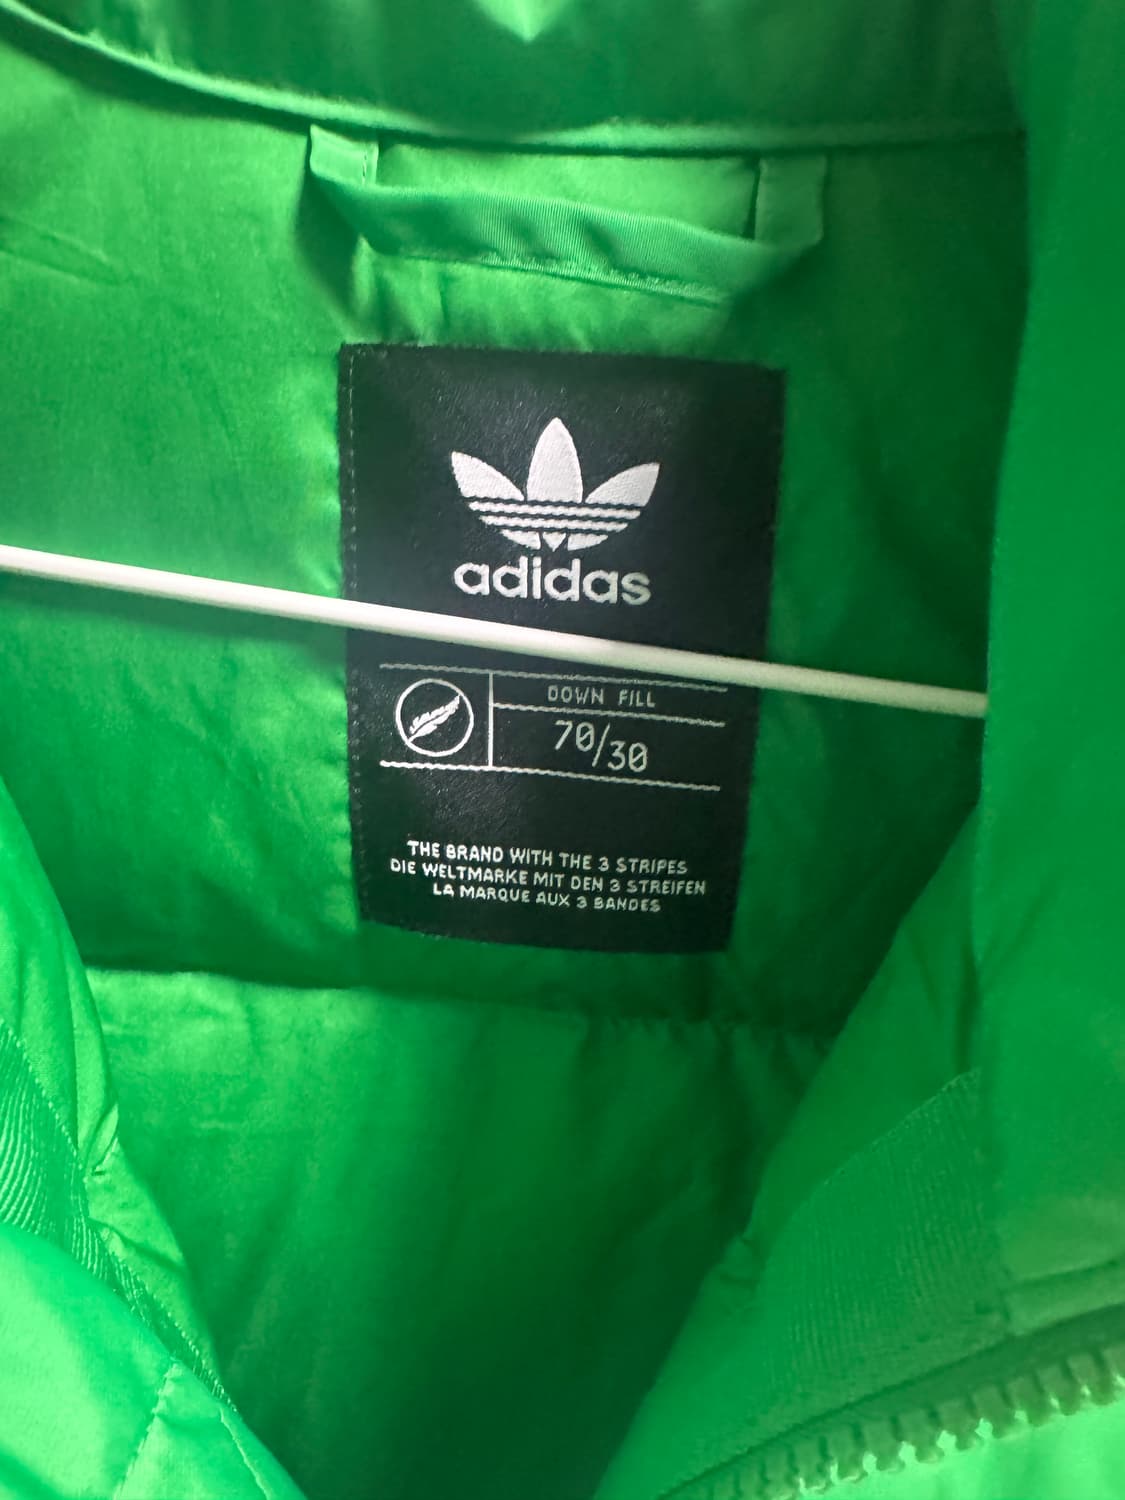 adidas
DOWN FILL
70/30
THE BRAND WITH THE 3 STRIPES
DIE WELTMARKE MIT DEN 3 STREIFEN
LA MARQUE AUX 3 BANDES